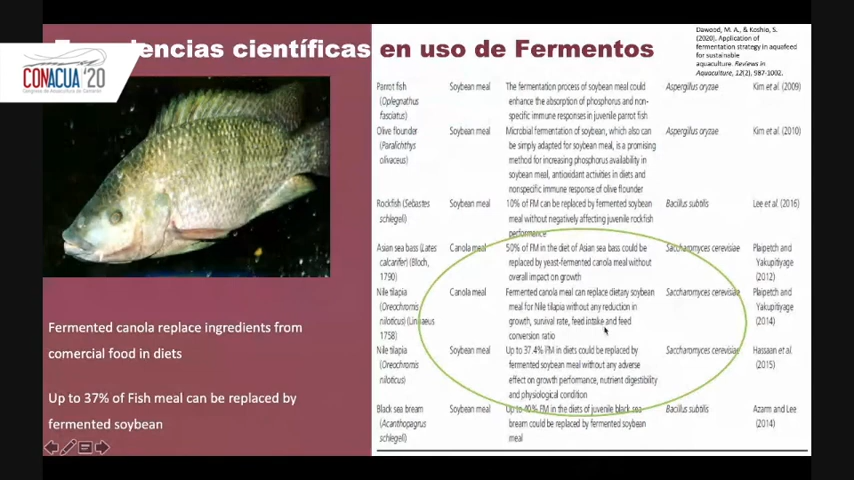 científicas en uso de Fermentos
CONACUA '20
Dawood, M. A., & Koshio, S.
(2020). Application of
fermentation strategy in aquafeed
for sustainable
aquaculture. Reviews in
Aquaculture, 12(2), 987-1002.
Parrot fish Soybean meal The fermentation process of soybean meal could Aspergillus oryzae Kim et al. (2009)
(Oplegnathus enhance the absorption of phosphorus and non-
fasciatus) specific immune responses in juvenile parrot fish
Olive flounder Soybean meal Microbial fermentation of soybean, which also can Aspergillus oryzae Kim et al. (2010)
(Paralichthys be simply adapted for soybean meal, is a promising
olivaceus) method for increasing phosphorus availability in
soybean meal, antioxidant activities in diets and
nonspecific immune response of olive flounder
Rockfish (Sebastes Soybean meal 10% of FM can be replaced by fermented soybean Bacillus subtilis Lee et al. (2016)
schlegeli) meal without negatively affecting juvenile rockfish
performance
Asian sea bass (Lates Canola meal 50% of FM in the diet of Asian sea bass could be Saccharomyces cerevisiae Plaipetch and
calcarifer) (Bloch, replaced by yeast-fermented canola meal without Yakupitiyage
1790) overall impact on growth (2012)
Nile tilapia Canola meal Fermented canola meal can replace dietary soybean Saccharomyces cerevisiae Plaipetch and
(Oreochromis meal for Nile tilapia without any reduction in Yakupitiyage
niloticus) (Linnaeus growth, survival rate, feed intake and feed (2014)
1758) conversion ratio
Nile tilapia Soybean meal Up to 37.4% FM in diets could be replaced by Saccharomyces cerevisiae Hassaan et al.
(Oreochromis fermented soybean meal without any adverse (2015)
niloticus) effect on growth performance, nutrient digestibility
and physiological condition
Black sea bream Soybean meal Up to 40% FM in the diets of juvenile black sea Bacillus subtilis Azarm and Lee
(Acanthopagrus bream could be replaced by fermented soybean (2014)
schlegeli) meal
Fermented canola replace ingredients from
comercial food in diets
Up to 37% of Fish meal can be replaced by
fermented soybean